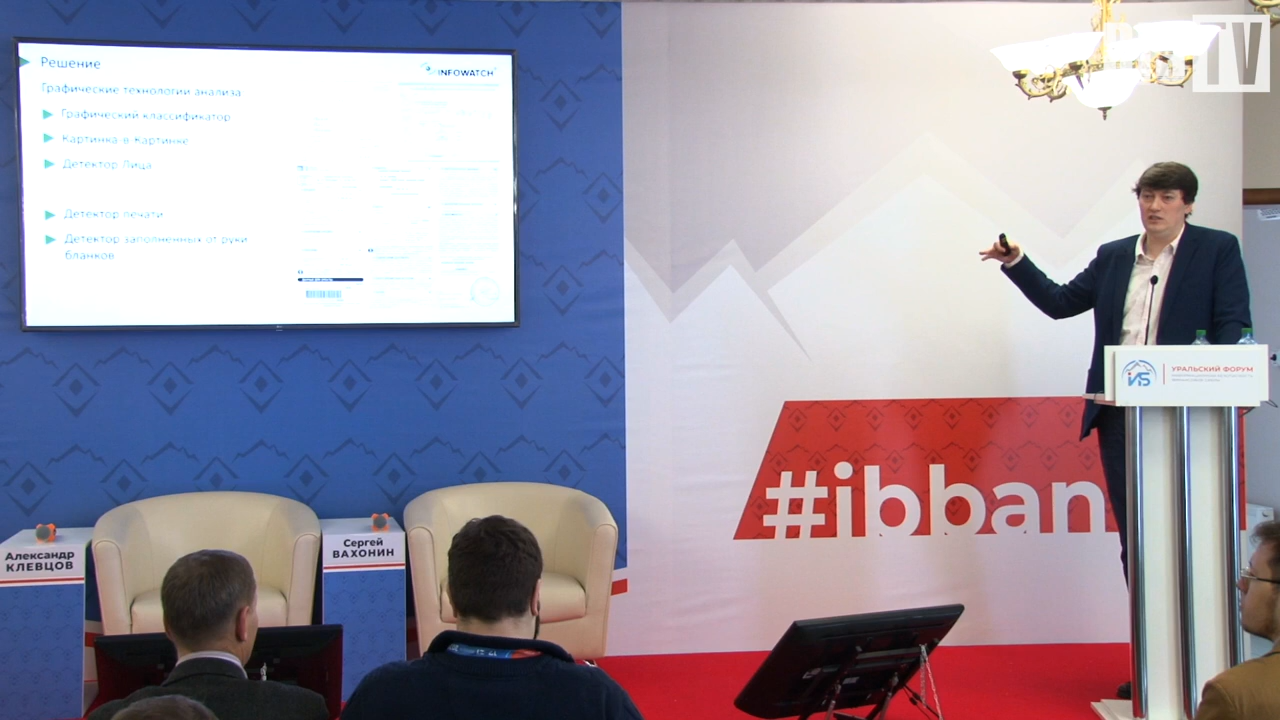 Решение
INFOWATCH
Графические технологии анализа
Графический классификатор
Картинка в Картинке
Детектор Лица
Детектор печати
Детектор заполненных от руки
бланков
TV
УРАЛЬСКИЙ ФОРУМ
ИБ
#ibban
Александр
КЛЕВЦОВ
Сергей
ВАХОНИН